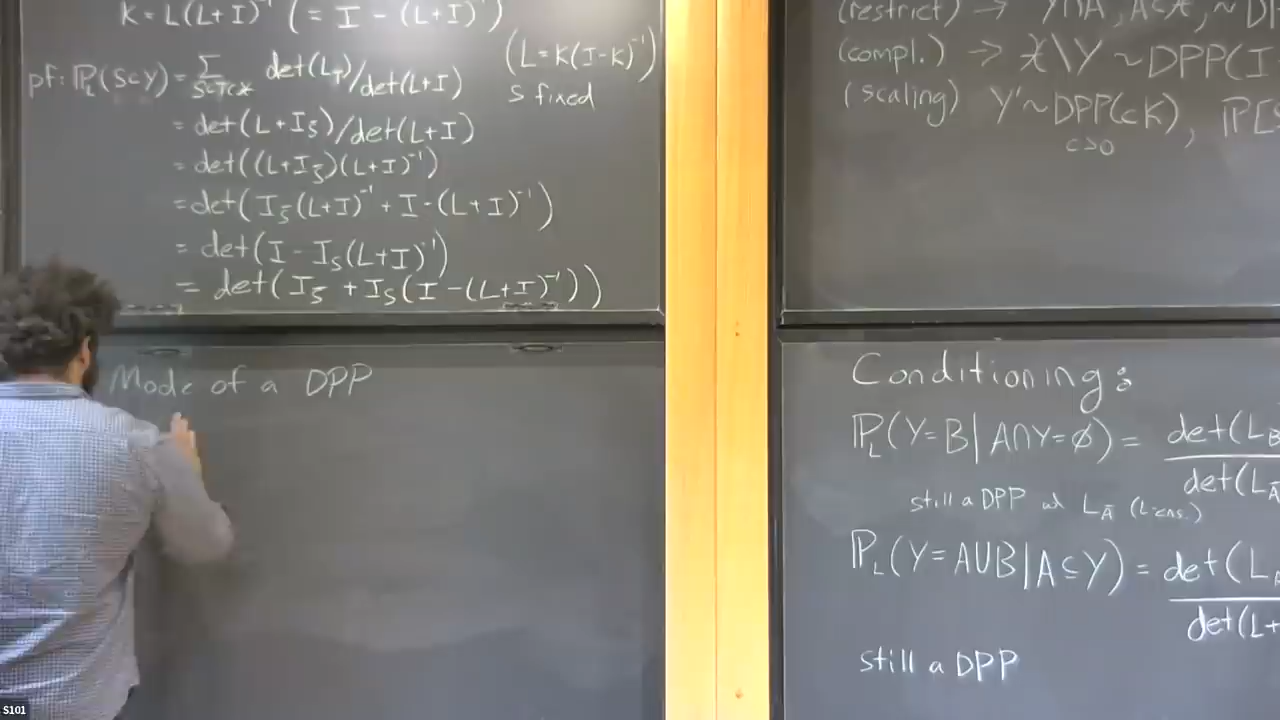 K = L(L+I)⁻¹ (= I - (L+I)⁻¹)
(L = K(I-K)⁻¹)
pf: ℙ_L(S⊂Y) = Σ_{S⊂T⊂𝒳} det(L_T)/det(L+I)
S fixed
= det(L+I_S̄)/det(L+I)
= det((L+I_S̄)(L+I)⁻¹)
= det(I_S̄(L+I)⁻¹ + I-(L+I)⁻¹)
= det(I - I_S(L+I)⁻¹)
= det(I_S̄ + I_S(I-(L+I)⁻¹))
Mode of a DPP
(restrict) → Y∩A, A⊂𝒳, ~
(compl.) → 𝒳\Y ~ DPP(I
(scaling) Y'~DPP(cK), ℙ[S
c>0
Conditioning:
ℙ_L(Y=B | A∩Y=∅) = det(L_B / det(L_Ā
still a DPP w/ L_Ā (L-ens.)
ℙ_L(Y=A∪B | A⊆Y) = det(L_A / det(L+
still a DPP
S101